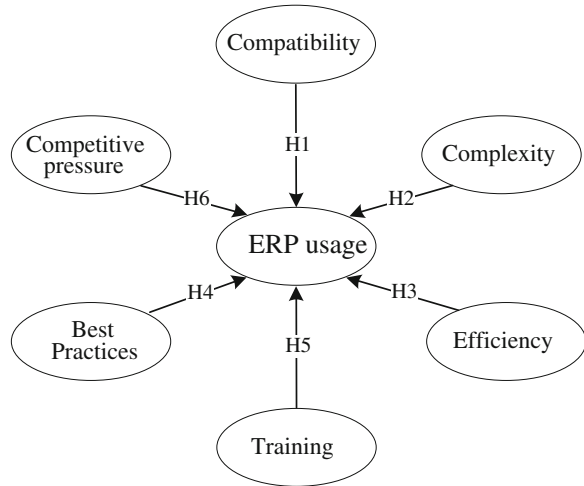 Compatibility
H1
Competitive
pressure
Complexity
H6
H2
ERP usage
H4
H3
Best
Practices
H5
Efficiency
Training